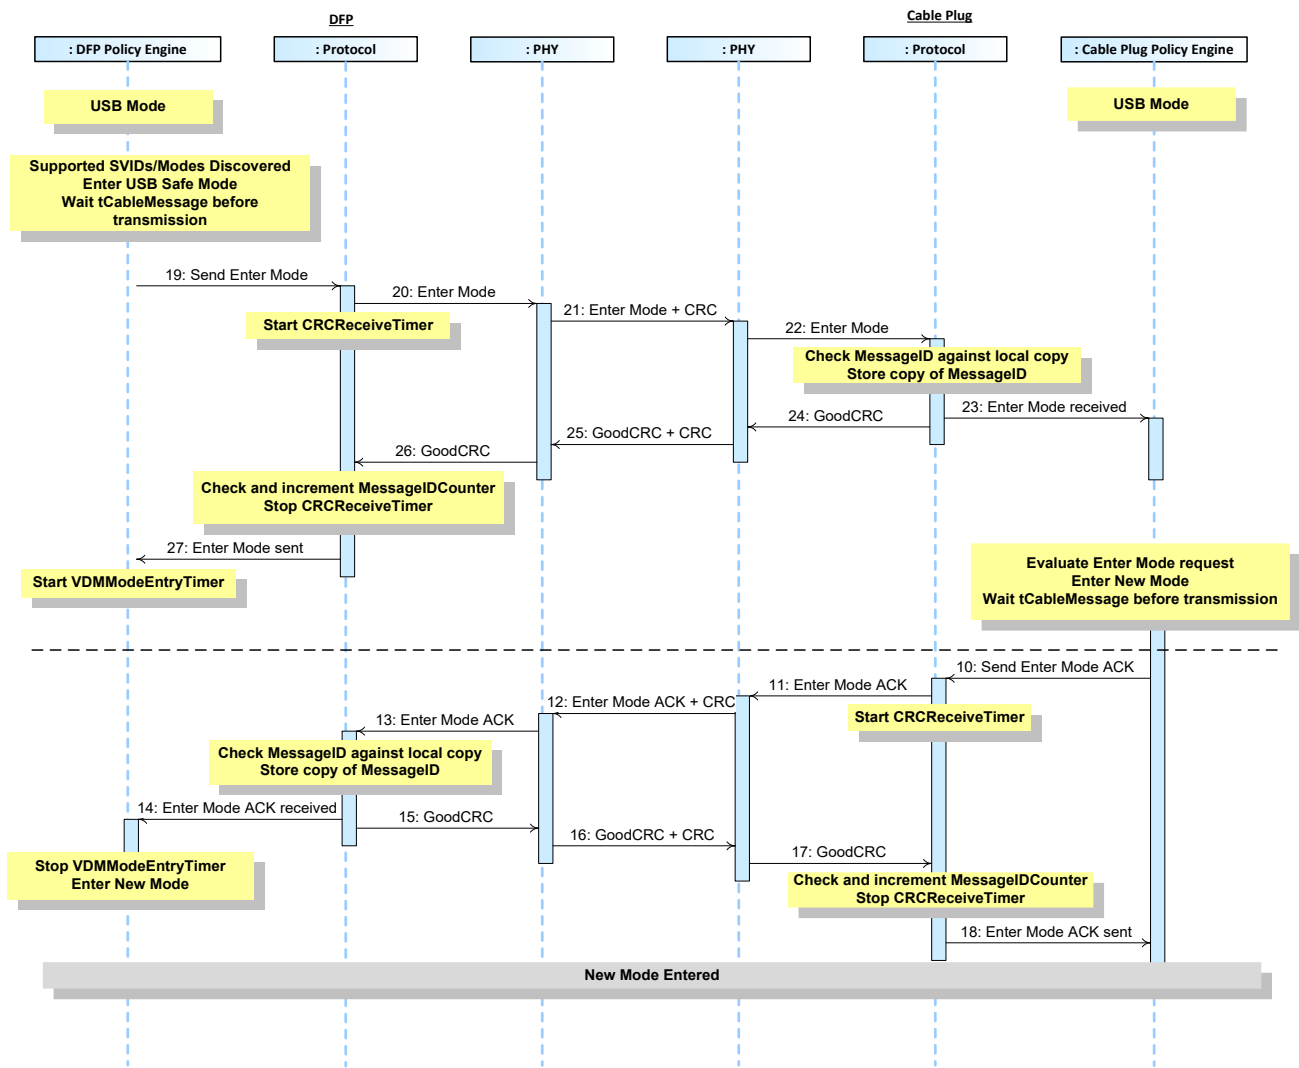 DFP
Cable Plug
: DFP Policy Engine
: Protocol
: PHY
: PHY
: Protocol
: Cable Plug Policy Engine
USB Mode
USB Mode
Supported SVIDs/Modes Discovered
Enter USB Safe Mode
Wait tCableMessage before
transmission
19: Send Enter Mode
20: Enter Mode
21: Enter Mode + CRC
Start CRCReceiveTimer
22: Enter Mode
Check MessageID against local copy
Store copy of MessageID
23: Enter Mode received
24: GoodCRC
25: GoodCRC + CRC
26: GoodCRC
Check and increment MessageIDCounter
Stop CRCReceiveTimer
27: Enter Mode sent
Start VDMModeEntryTimer
Evaluate Enter Mode request
Enter New Mode
Wait tCableMessage before transmission
10: Send Enter Mode ACK
11: Enter Mode ACK
12: Enter Mode ACK + CRC
Start CRCReceiveTimer
13: Enter Mode ACK
Check MessageID against local copy
Store copy of MessageID
14: Enter Mode ACK received
15: GoodCRC
16: GoodCRC + CRC
17: GoodCRC
Stop VDMModeEntryTimer
Enter New Mode
Check and increment MessageIDCounter
Stop CRCReceiveTimer
18: Enter Mode ACK sent
New Mode Entered